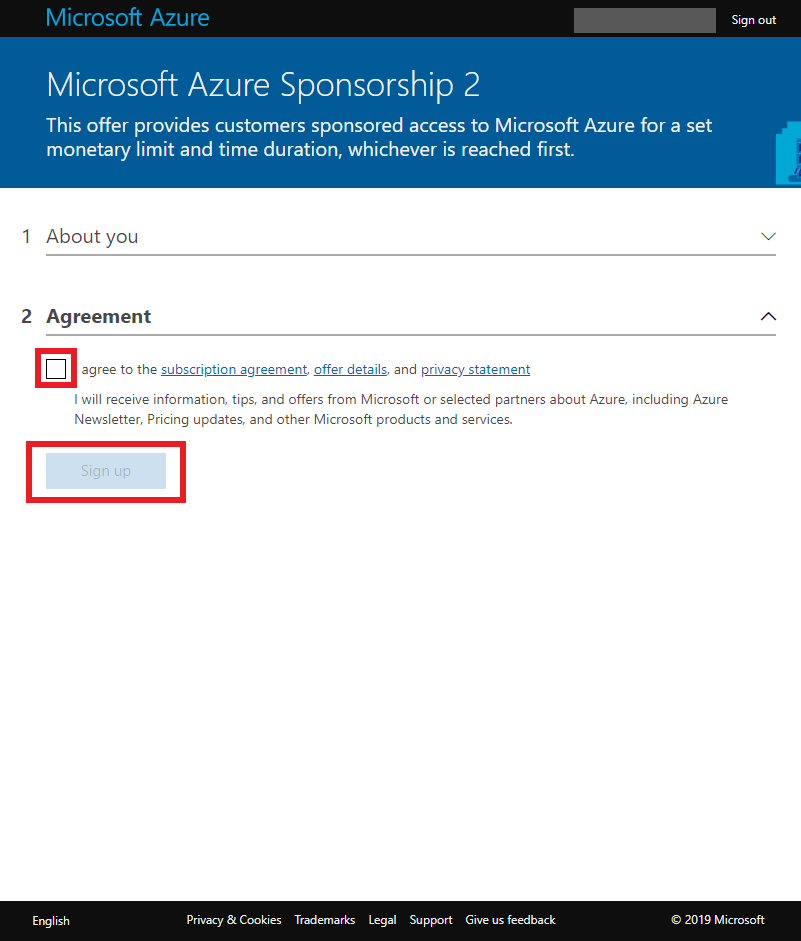 Microsoft Azure
Sign out
Microsoft Azure Sponsorship 2
This offer provides customers sponsored access to Microsoft Azure for a set
monetary limit and time duration, whichever is reached first.
1 About you
2 Agreement
agree to the subscription agreement, offer details, and privacy statement
I will receive information, tips, and offers from Microsoft or selected partners about Azure, including Azure
Newsletter, Pricing updates, and other Microsoft products and services.
Sign up
English Privacy & Cookies Trademarks Legal Support Give us feedback © 2019 Microsoft